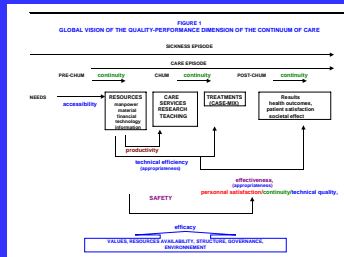 FIGURE 1
GLOBAL VISION OF THE QUALITY-PERFORMANCE DIMENSION OF THE CONTINUUM OF CARE
SICKNESS EPISODE
CARE EPISODE
PRE-CHUM continuity CHUM continuity POST-CHUM continuity
NEEDS
accessibility
RESOURCES
manpower
material
financial
technology
information
CARE
SERVICES
RESEARCH
TEACHING
TREATMENTS
(CASE-MIX)
Results
health outcomes,
patient satisfaction
societal effect
productivity
technical efficiency
(appropriateness)
effectiveness,
(appropriateness)
personnal satisfaction/continuity/technical quality,
SAFETY
efficacy
VALUES, RESOURCES AVAILABILITY, STRUCTURE, GOVERNANCE,
ENVIRONNEMENT